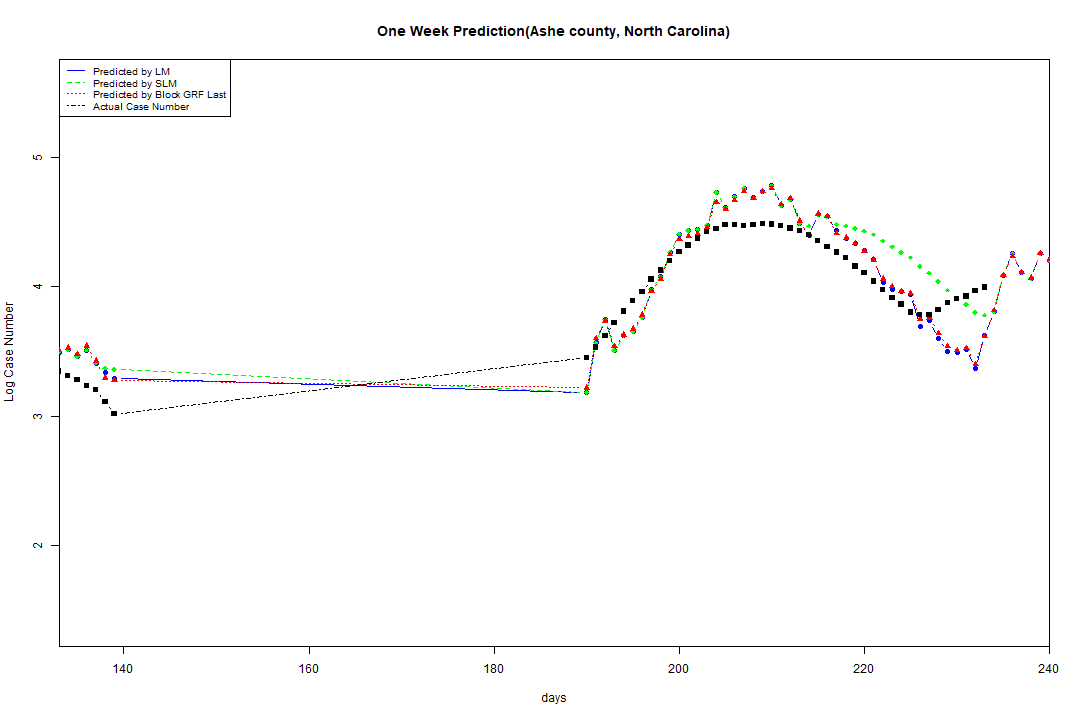 One Week Prediction(Ashe county, North Carolina)
Predicted by LM
Predicted by SLM
Predicted by Block GRF Last
Actual Case Number
5
4
3
2
Log Case Number
140 160 180 200 220 240
days